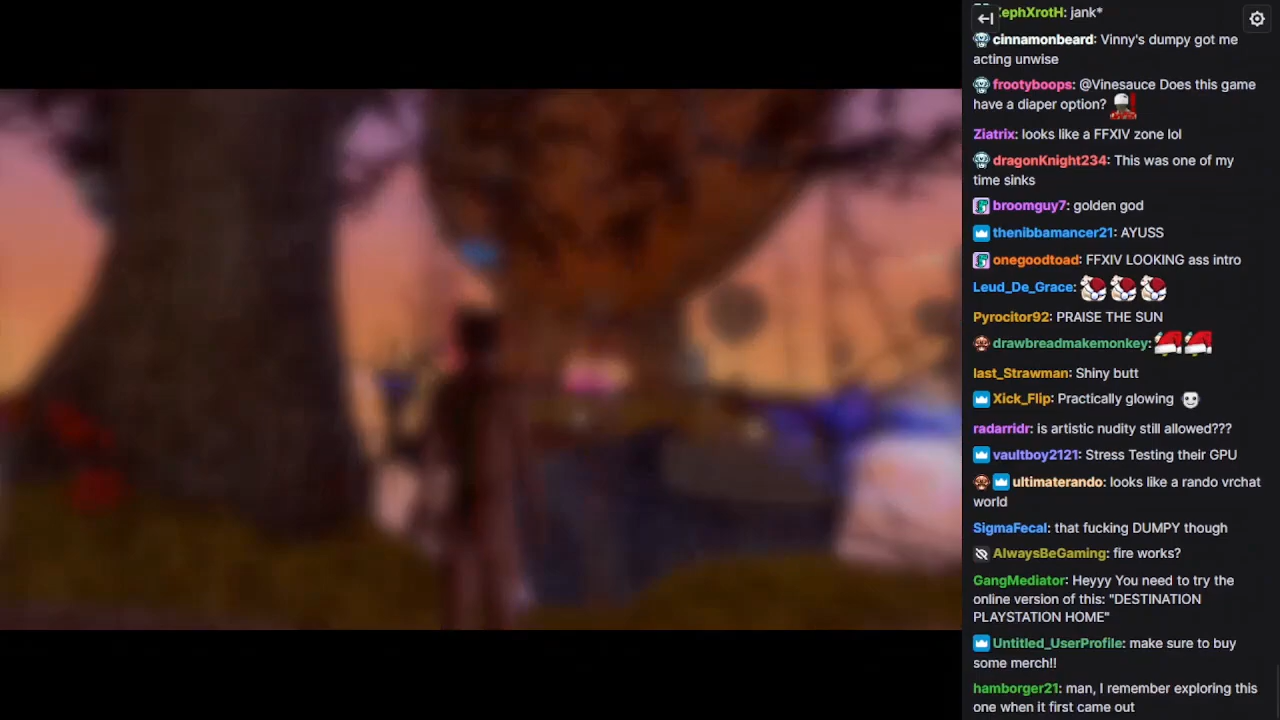 ZephXrotH: jank*
cinnamonbeard: Vinny's dumpy got me
acting unwise
frootyboops: @Vinesauce Does this game
have a diaper option?
Ziatrix: looks like a FFXIV zone lol
dragonKnight234: This was one of my
time sinks
broomguy7: golden god
thenibbamancer21: AYUSS
onegoodtoad: FFXIV LOOKING ass intro
Leud_De_Grace:
Pyrocitor92: PRAISE THE SUN
drawbreadmakemonkey:
last_Strawman: Shiny butt
Xick_Flip: Practically glowing
radarridr: is artistic nudity still allowed???
vaultboy2121: Stress Testing their GPU
ultimaterando: looks like a rando vrchat
world
SigmaFecal: that fucking DUMPY though
AlwaysBeGaming: fire works?
GangMediator: Heyyy You need to try the
online version of this: "DESTINATION
PLAYSTATION HOME"
Untitled_UserProfile: make sure to buy
some merch!!
hamborger21: man, I remember exploring this
one when it first came out